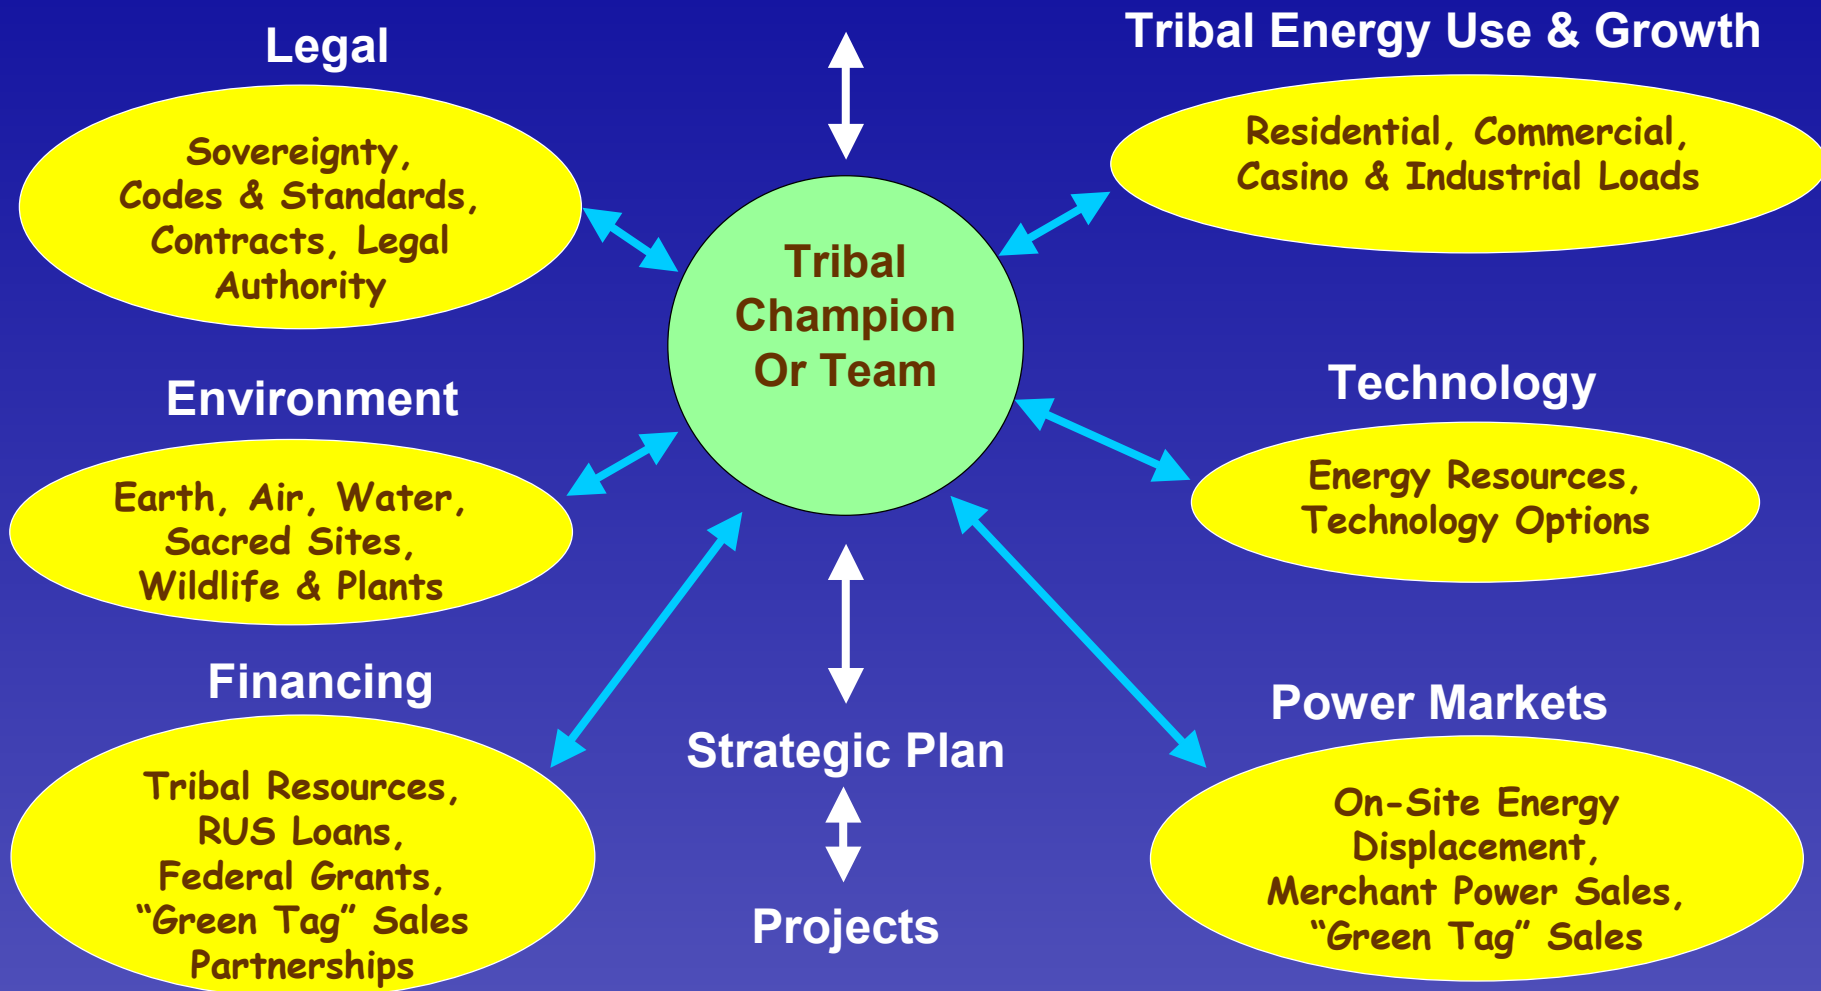 Legal
Sovereignty,
Codes & Standards,
Contracts, Legal
Authority
Environment
Earth, Air, Water,
Sacred Sites,
Wildlife & Plants
Financing
Tribal Resources,
RUS Loans,
Federal Grants,
“Green Tag” Sales
Partnerships
Tribal
Champion
Or Team
Strategic Plan
Projects
Tribal Energy Use & Growth
Residential, Commercial,
Casino & Industrial Loads
Technology
Energy Resources,
Technology Options
Power Markets
On-Site Energy
Displacement,
Merchant Power Sales,
“Green Tag” Sales